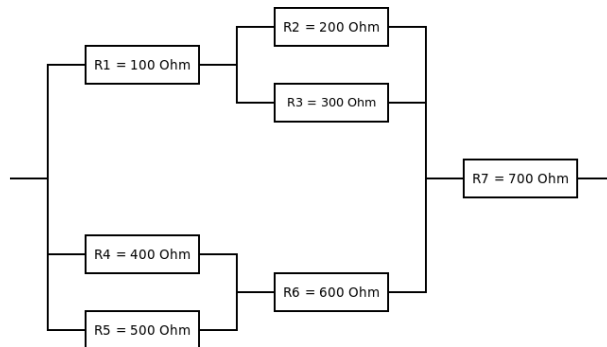 R2 = 200 Ohm
R1 = 100 Ohm
R3 = 300 Ohm
R7 = 700 Ohm
R4 = 400 Ohm
R6 = 600 Ohm
R5 = 500 Ohm